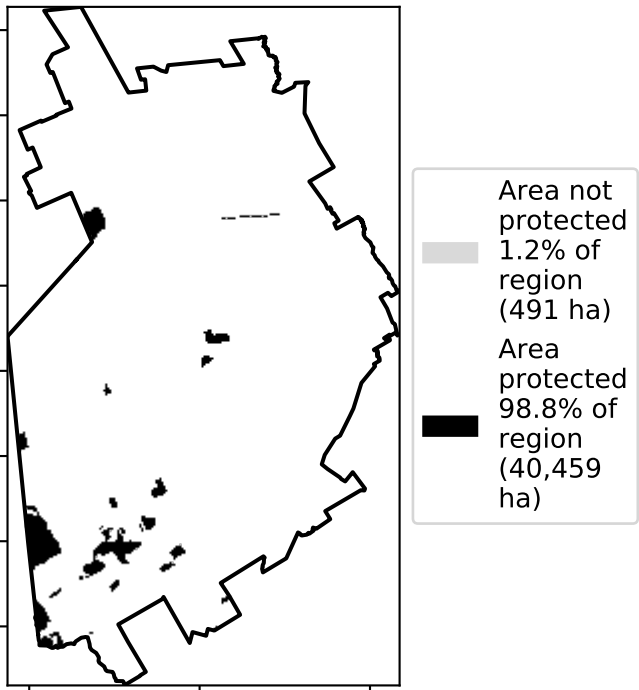 Area not
protected
1.2% of
region
(491 ha)
Area
protected
98.8% of
region
(40,459
ha)